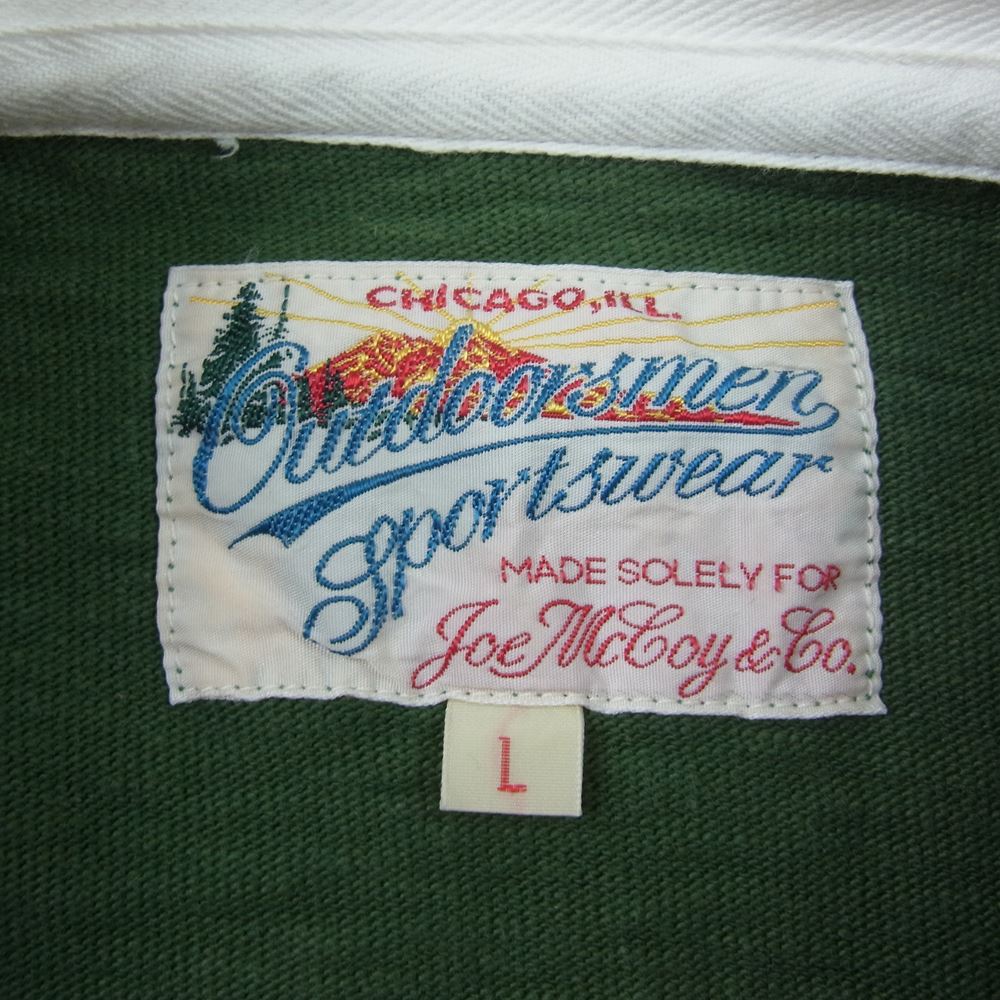 CHICAGO, ILL.
Outdoorsmen
Sportswear
MADE SOLELY FOR
Joe McCoy & Co.
L